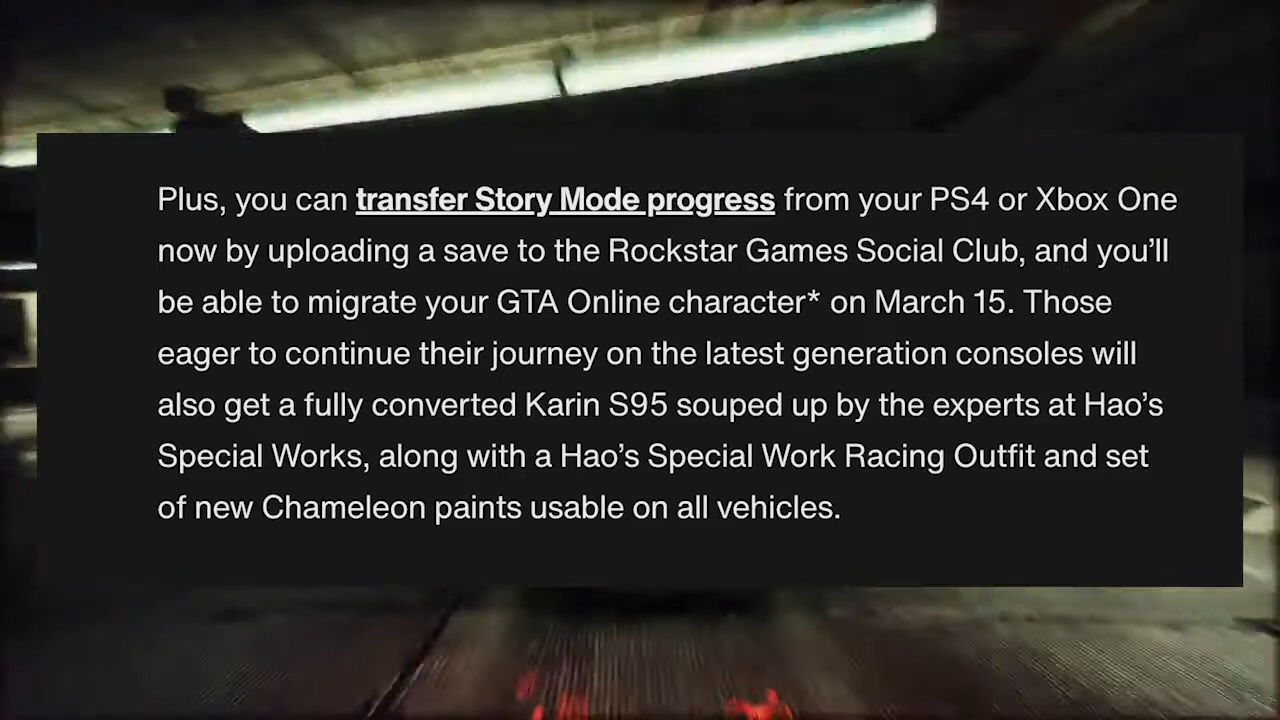 Plus, you can transfer Story Mode progress from your PS4 or Xbox One
now by uploading a save to the Rockstar Games Social Club, and you’ll
be able to migrate your GTA Online character* on March 15. Those
eager to continue their journey on the latest generation consoles will
also get a fully converted Karin S95 souped up by the experts at Hao’s
Special Works, along with a Hao’s Special Work Racing Outfit and set
of new Chameleon paints usable on all vehicles.